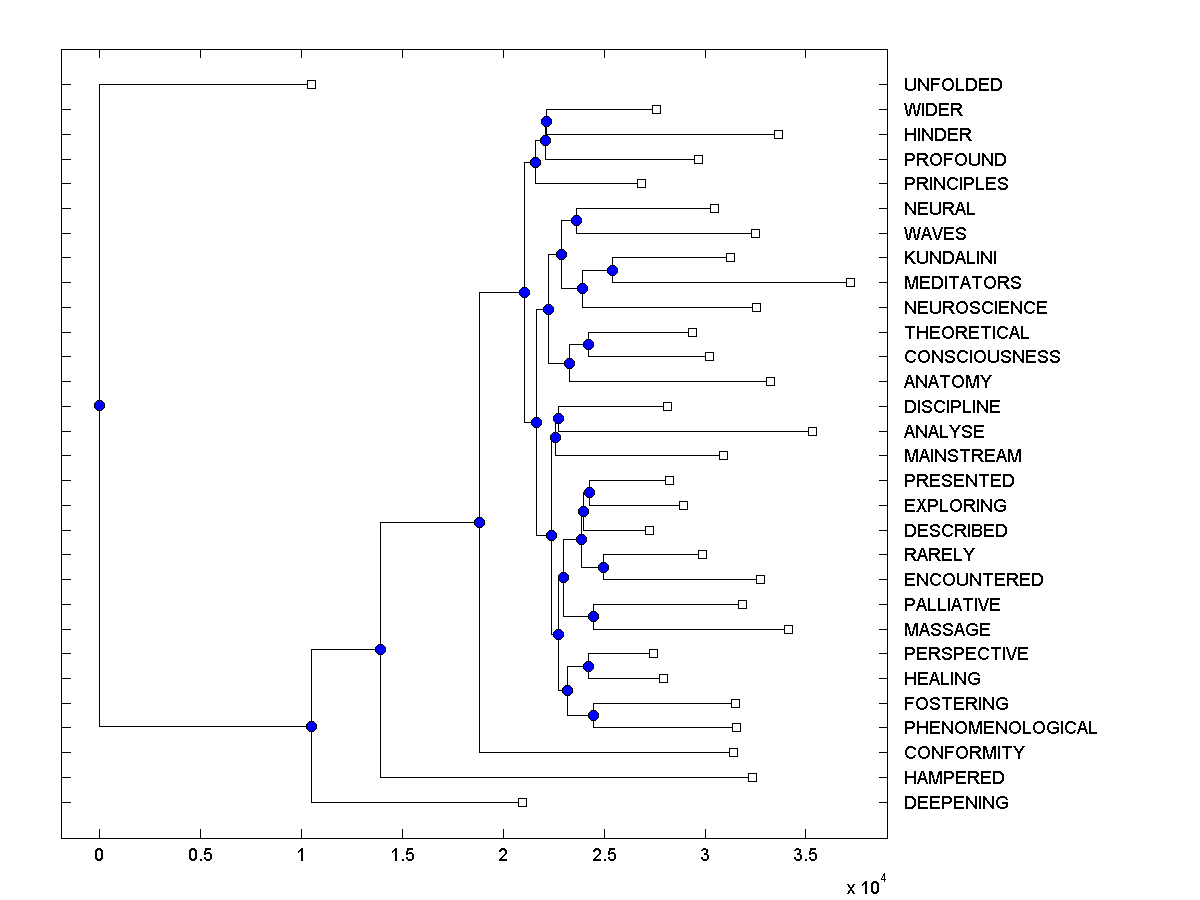 UNFOLDED
WIDER
HINDER
PROFOUND
PRINCIPLES
NEURAL
WAVES
KUNDALINI
MEDITATORS
NEUROSCIENCE
THEORETICAL
CONSCIOUSNESS
ANATOMY
DISCIPLINE
ANALYSE
MAINSTREAM
PRESENTED
EXPLORING
DESCRIBED
RARELY
ENCOUNTERED
PALLIATIVE
MASSAGE
PERSPECTIVE
HEALING
FOSTERING
PHENOMENOLOGICAL
CONFORMITY
HAMPERED
DEEPENING
0 0.5 1 1.5 2 2.5 3 3.5
x 10^4